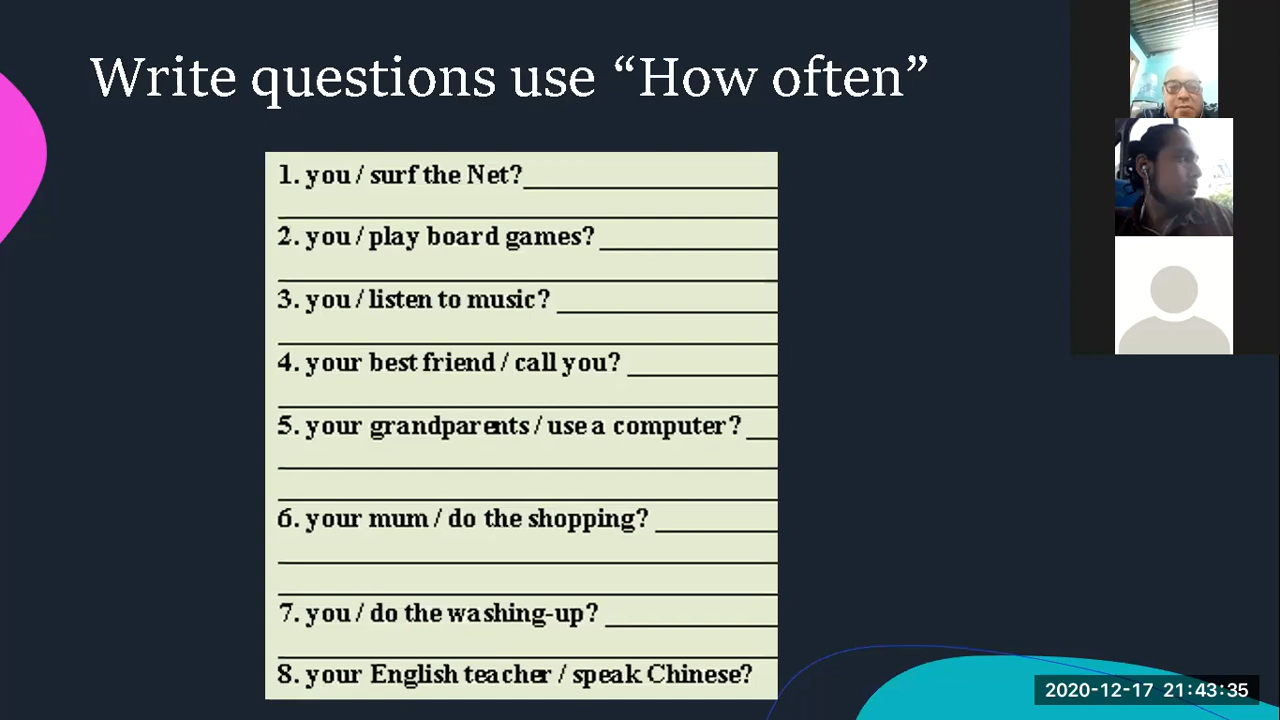 Write questions use “How often”
1. you / surf the Net?
2. you / play board games?
3. you / listen to music?
4. your best friend / call you?
5. your grandparents / use a computer?
6. your mum / do the shopping?
7. you / do the washing-up?
8. your English teacher / speak Chinese?
2020-12-17 21:43:35